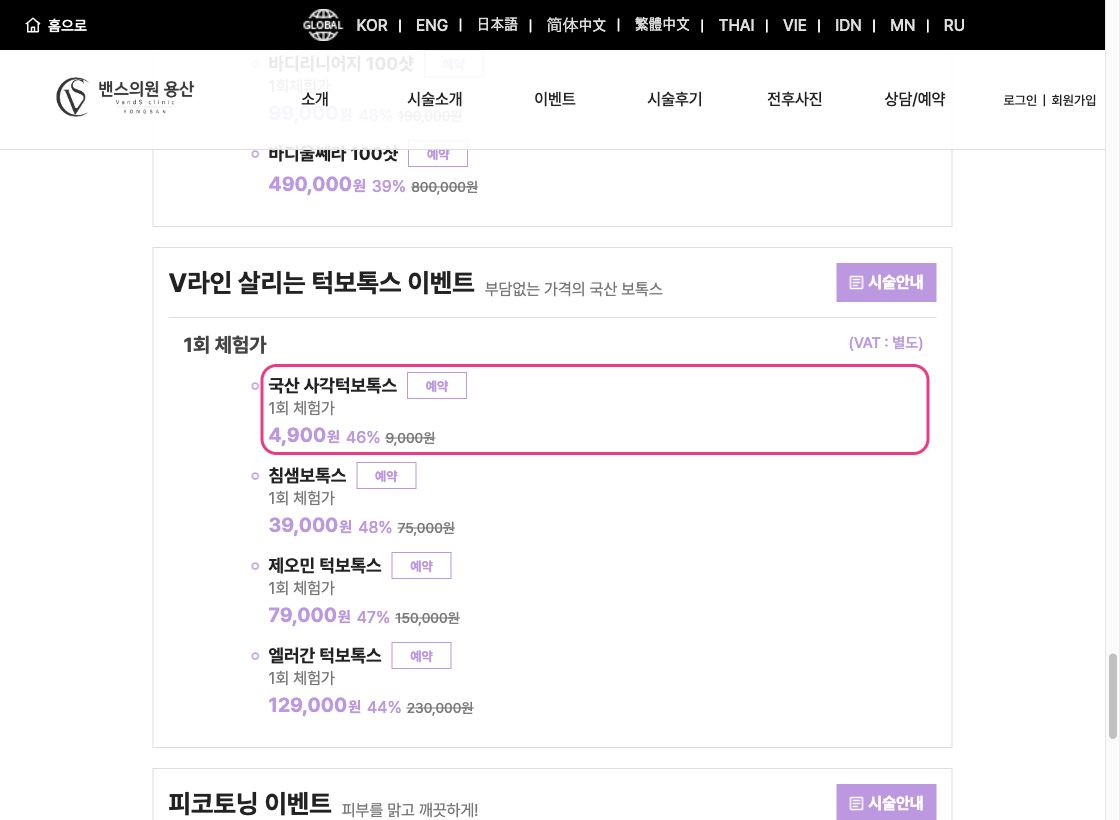 홈으로
GLOBAL KOR | ENG | 日本語 | 简体中文 | 繁體中文 | THAI | VIE | IDN | MN | RU
바디리니어지 100샷 예약
1회체험가
99,000원 48% 190,000원
밴스의원 용산
VandS clinic
YONGSAN
소개 시술소개 이벤트 시술후기 전후사진 상담/예약 로그인 | 회원가입
바디울쎄라 100샷 예약
490,000원 39% 800,000원
V라인 살리는 턱보톡스 이벤트 부담없는 가격의 국산 보톡스 시술안내
1회 체험가 (VAT : 별도)
국산 사각턱보톡스 예약
1회 체험가
4,900원 46% 9,000원
침샘보톡스 예약
1회 체험가
39,000원 48% 75,000원
제오민 턱보톡스 예약
1회 체험가
79,000원 47% 150,000원
엘러간 턱보톡스 예약
1회 체험가
129,000원 44% 230,000원
피코토닝 이벤트 피부를 맑고 깨끗하게! 시술안내